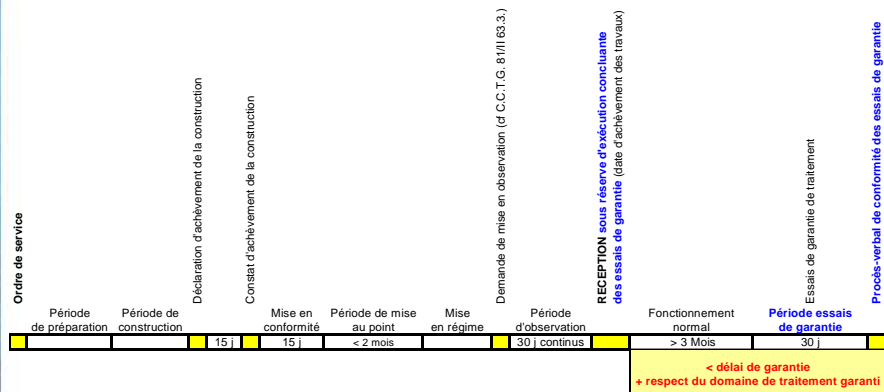 Ordre de service
Déclaration d'achèvement de la construction
Constat d'achèvement de la construction
Demande de mise en observation (cf C.C.T.G. 81/II 63.3.)
RECEPTION sous réserve d'exécution concluante
des essais de garantie (date d'achèvement des travaux)
Essais de garantie de traitement
Procès-verbal de conformité des essais de garantie
Période
de préparation
Période de
construction
Mise en
conformité
Période de mise
au point
Mise
en régime
Période
d'observation
Fonctionnement
normal
Période essais
de garantie
15 j
15 j
< 2 mois
30 j continus
> 3 Mois
30 j
< délai de garantie
+ respect du domaine de traitement garanti